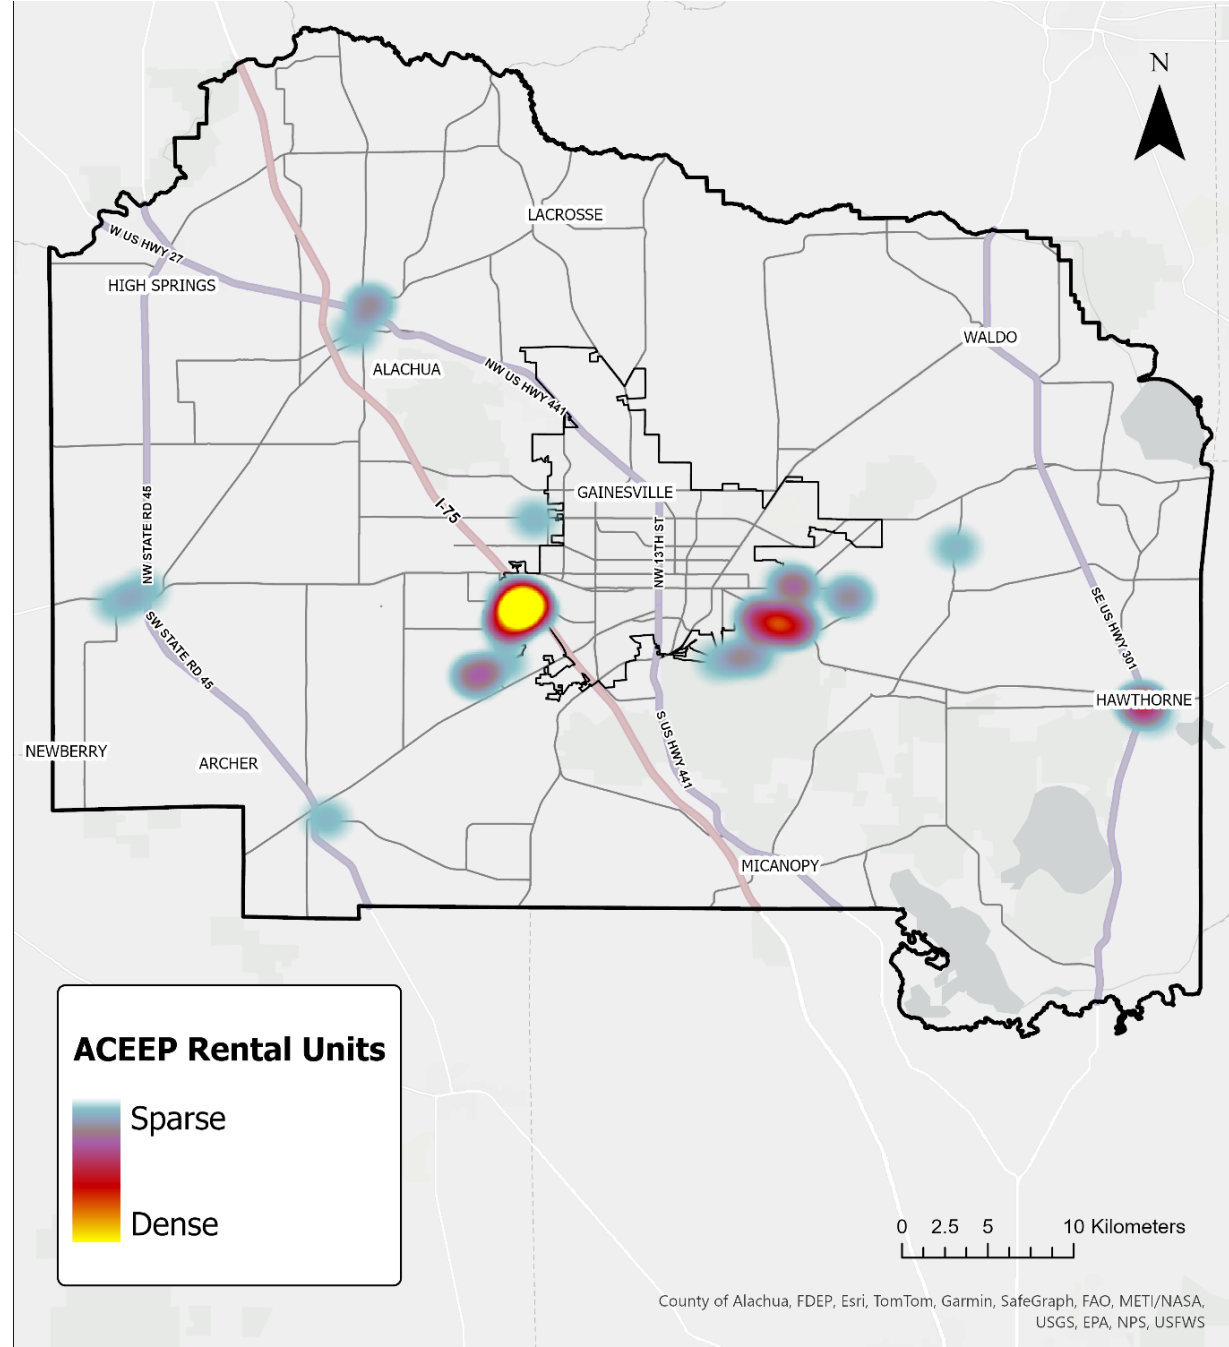 N
LACROSSE
W US HWY 27
HIGH SPRINGS
WALDO
ALACHUA
NW US HWY 441
GAINESVILLE
I-75
NW STATE RD 45
NW 13TH ST
SW STATE RD 45
SE US HWY 301
HAWTHORNE
S US HWY 441
NEWBERRY
ARCHER
MICANOPY
ACEEP Rental Units
Sparse
Dense
0 2.5 5 10 Kilometers
County of Alachua, FDEP, Esri, TomTom, Garmin, SafeGraph, FAO, METI/NASA,
USGS, EPA, NPS, USFWS